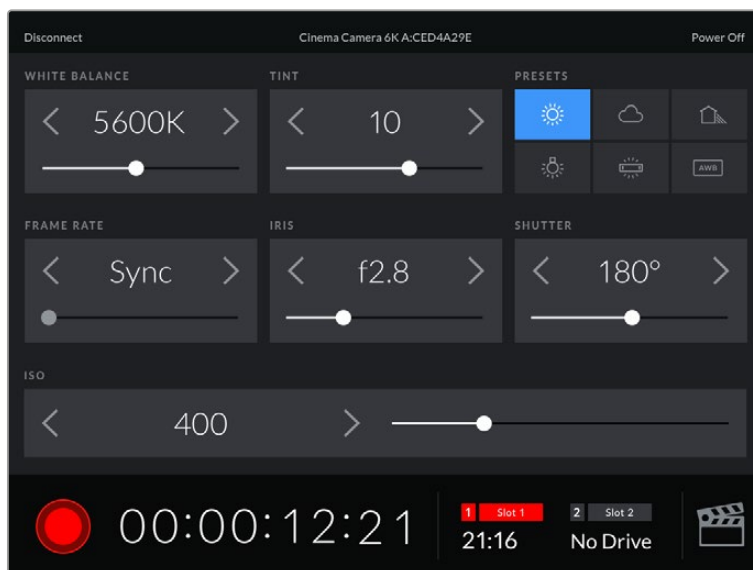 Disconnect Cinema Camera 6K A:CED4A29E Power Off
WHITE BALANCE TINT PRESETS
5600K 10
AWB
FRAME RATE IRIS SHUTTER
Sync f2.8 180°
ISO
400
00:00:12:21
1 Slot 1 2 Slot 2
21:16 No Drive